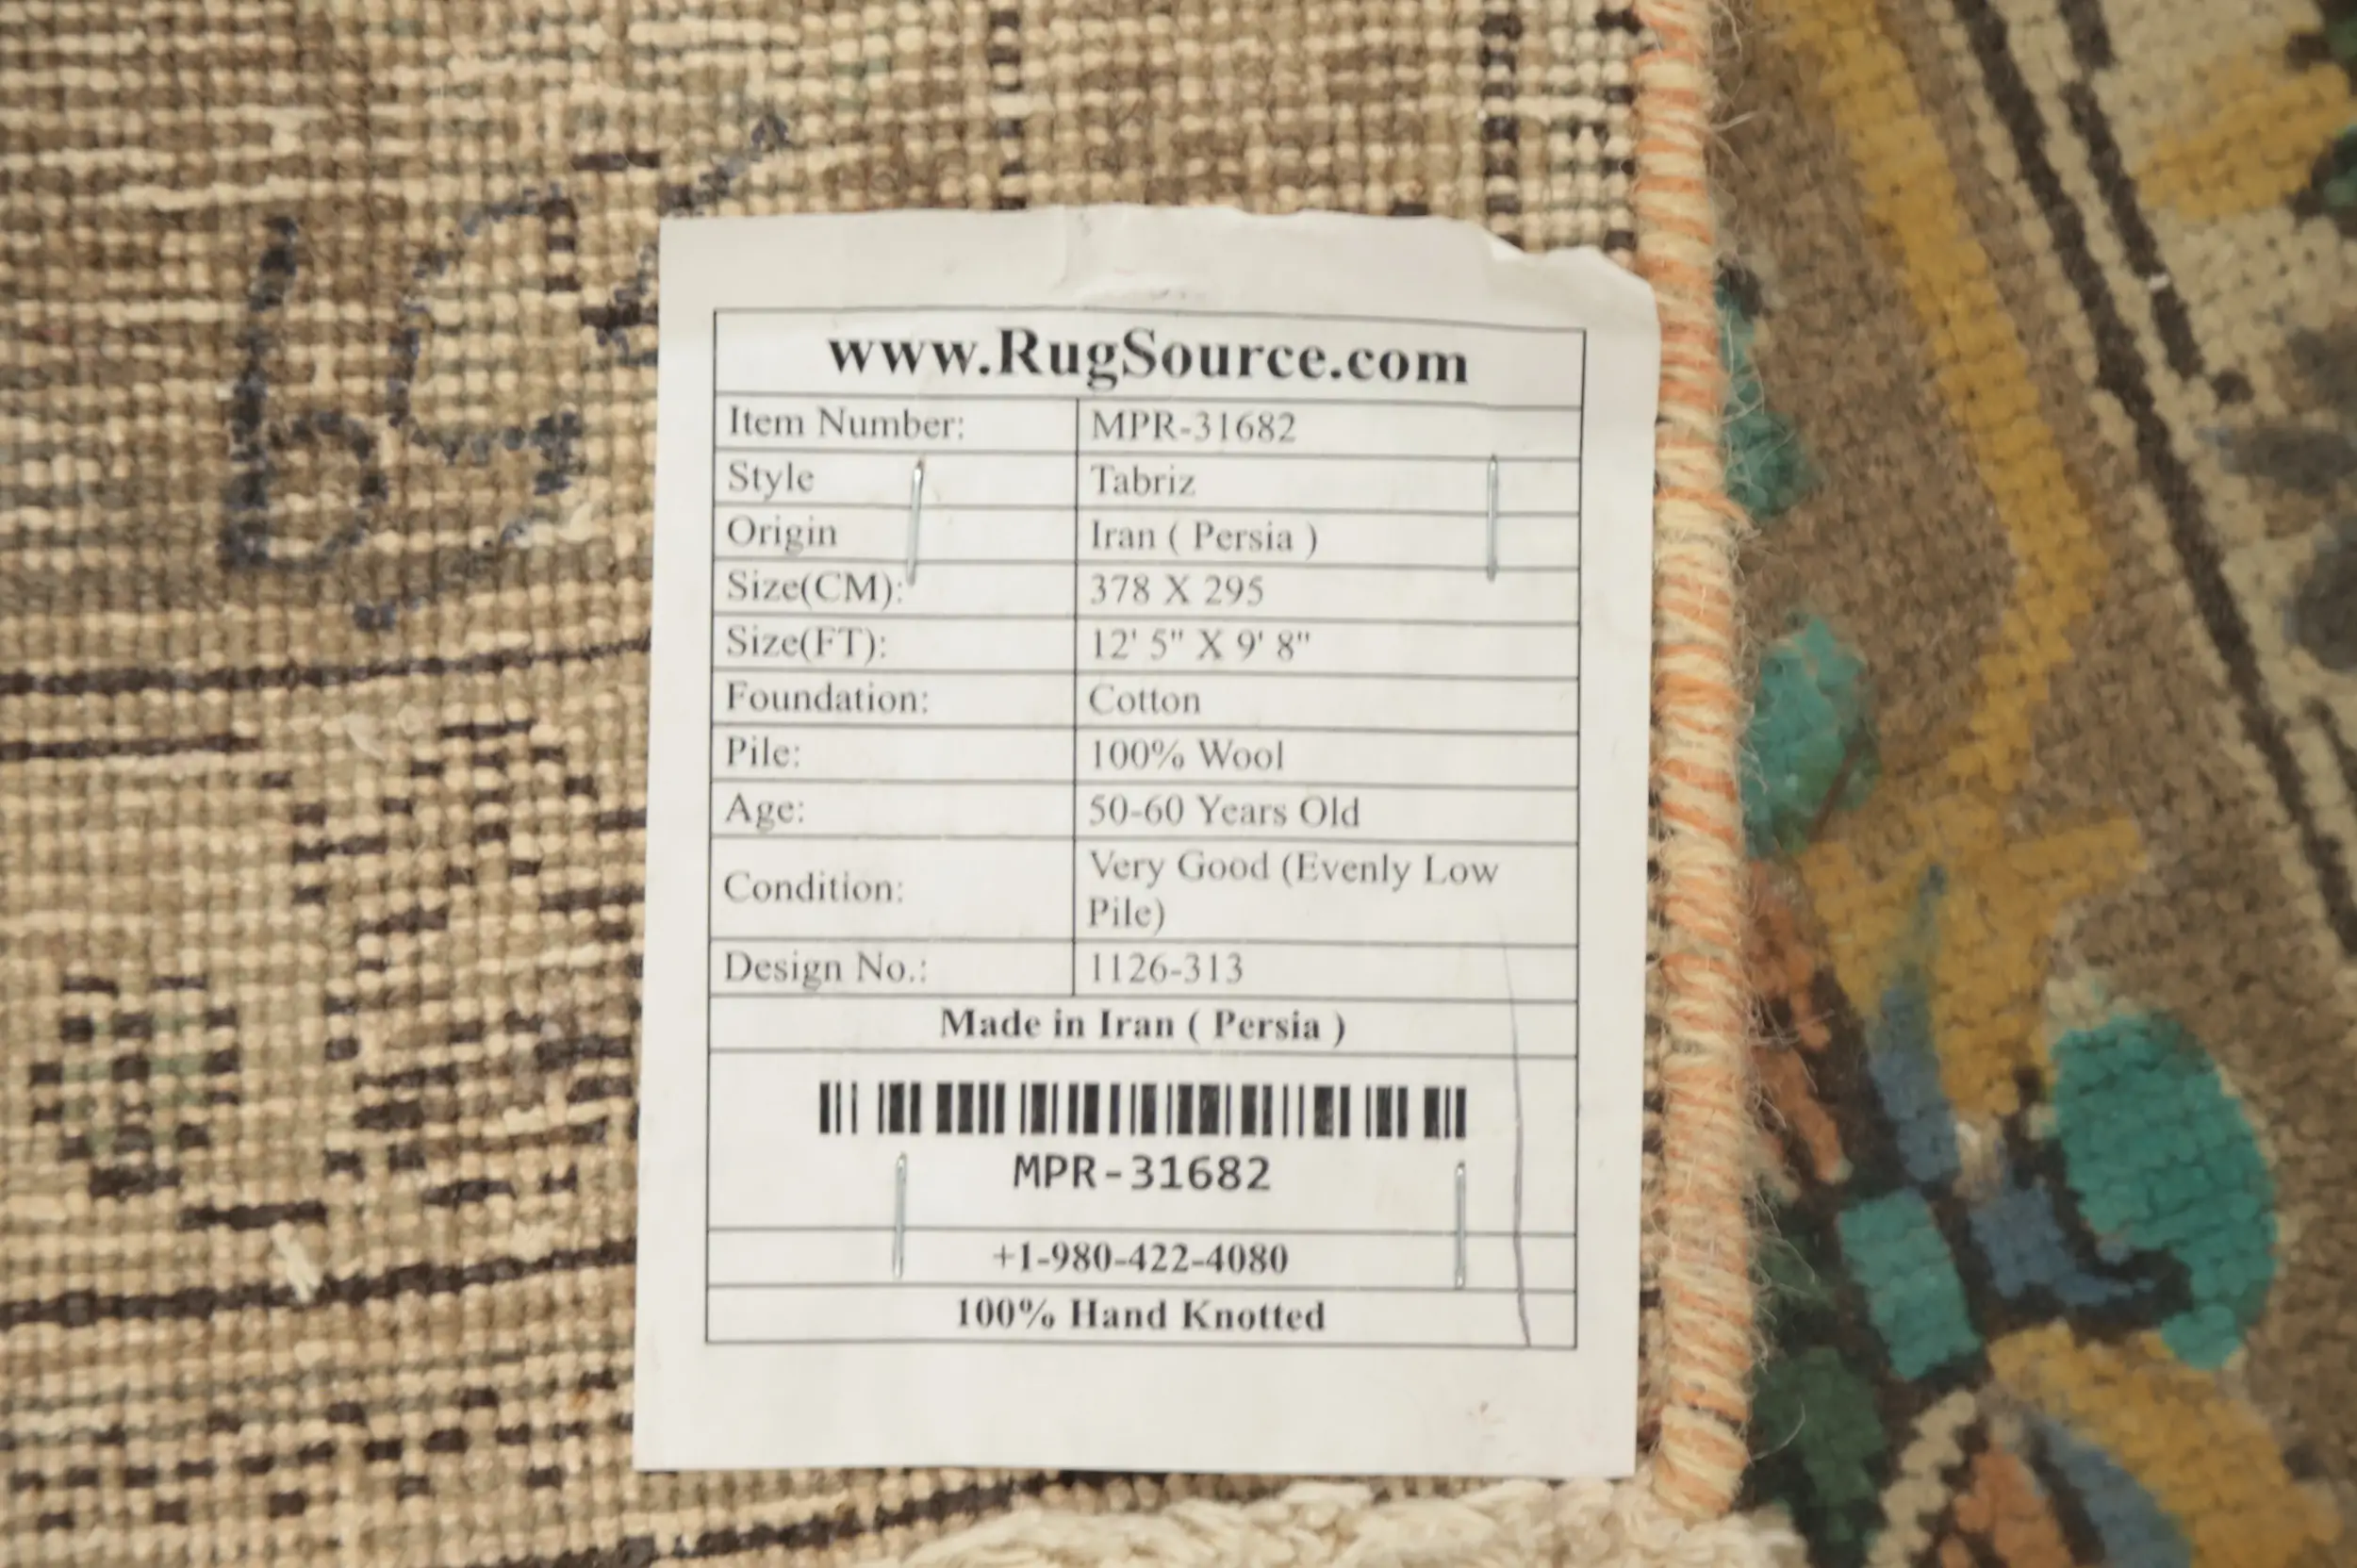 www.RugSource.com
Item Number: MPR-31682
Style Tabriz
Origin Iran ( Persia )
Size(CM): 378 X 295
Size(FT): 12' 5" X 9' 8"
Foundation: Cotton
Pile: 100% Wool
Age: 50-60 Years Old
Condition: Very Good (Evenly Low
Pile)
Design No.: 1126-313
Made in Iran ( Persia )
MPR-31682
+1-980-422-4080
100% Hand Knotted